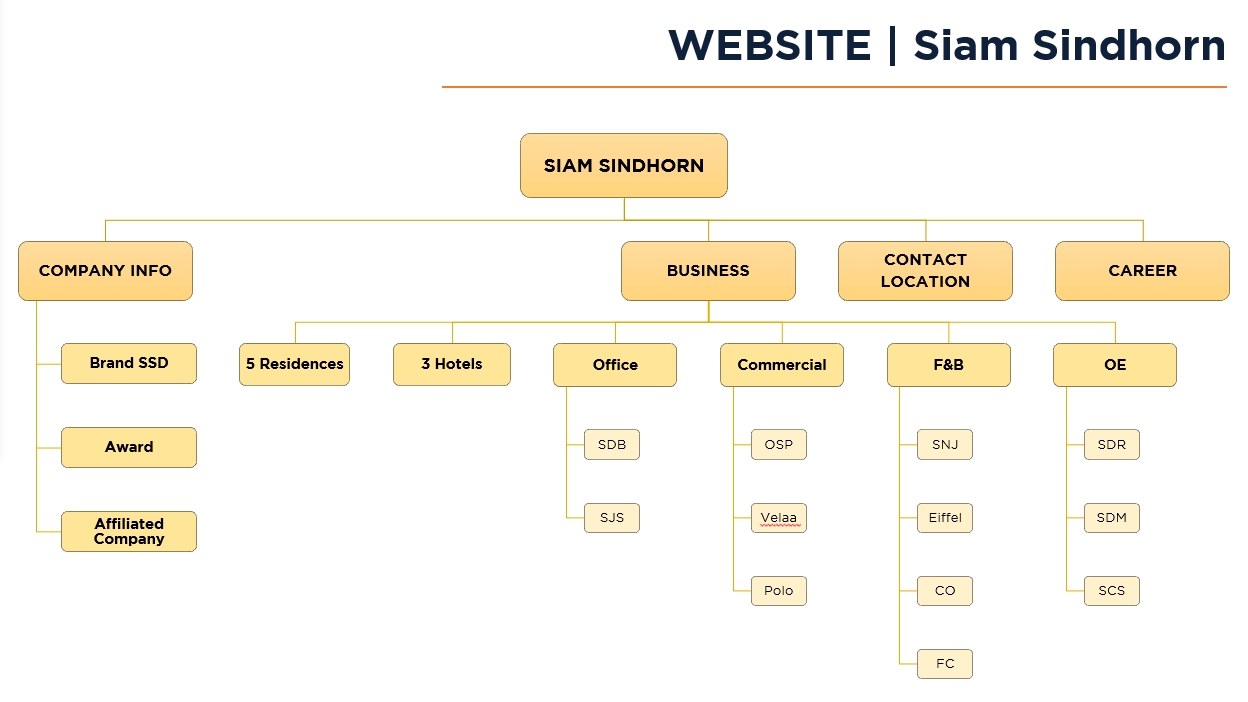 WEBSITE | Siam Sindhorn
SIAM SINDHORN
COMPANY INFO
BUSINESS
CONTACT
LOCATION
CAREER
Brand SSD
Award
Affiliated
Company
5 Residences
3 Hotels
Office
SDB
SJS
Commercial
OSP
Velaa
Polo
F&B
SNJ
Eiffel
CO
FC
OE
SDR
SDM
SCS